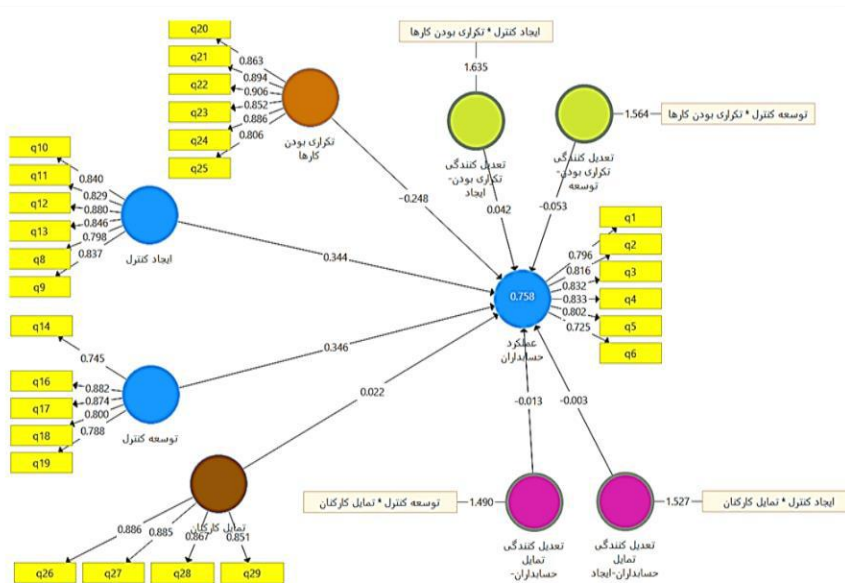 q20
q21
q22
q23
q24
q25
0.863
0.894
0.906
0.852
0.886
0.806
تکراری بودن
کارها
ایجاد کنترل * تکراری بودن کارها
1.635
تعدیل کنندگی
تکراری بودن-
ایجاد
0.042
توسعه کنترل * تکراری بودن کارها
1.564
تعدیل کنندگی
تکراری بودن-
توسعه
-0.053
q10
q11
q12
q13
q8
q9
0.840
0.829
0.880
0.846
0.798
0.837
ایجاد کنترل
-0.248
0.344
0.346
0.022
q1
q2
q3
q4
q5
q6
0.796
0.816
0.832
0.833
0.802
0.725
0.758
عملکرد
حسابداران
q14
q16
q17
q18
q19
0.745
0.882
0.874
0.800
0.788
توسعه کنترل
-0.013
-0.003
تمایل کارکنان
0.886
0.885
0.867
0.851
q26
q27
q28
q29
توسعه کنترل * تمایل کارکنان
1.490
تعدیل کنندگی
تمایل
حسابداران-
ایجاد کنترل * تمایل کارکنان
1.527
تعدیل کنندگی
تمایل
حسابداران-ایجاد